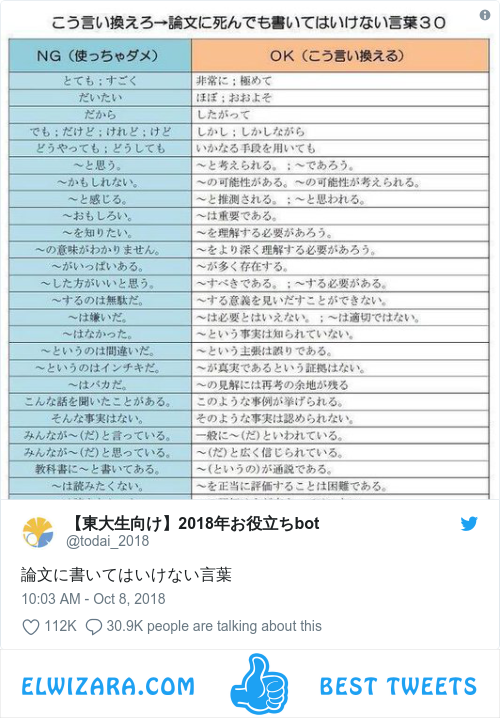 こう言い換えろ→論文に死んでも書いてはいけない言葉30
NG(使っちゃダメ) OK(こう言い換える)
とても;すごく 非常に;極めて
だいたい ほぼ;おおよそ
だから したがって
でも;だけど;けれど;けど しかし;しかしながら
どうやっても;どうしても いかなる手段を用いても
～と思う。 ～と考えられる。;～であろう。
～かもしれない。 ～の可能性がある。～の可能性が考えられる。
～と感じる。 ～と推測される。;～と思われる。
～おもしろい。 ～は重要である。
～を知りたい。 ～を理解する必要があろう。
～の意味がわかりません。 ～をより深く理解する必要があろう。
～がいっぱいある。 ～が多く存在する。
～した方がいいと思う。 ～すべきである。;～する必要がある。
～するのは無駄だ。 ～する意義を見いだすことができない。
～は嫌いだ。 ～は必要とはいえない。;～は適切ではない。
～はなかった。 ～という事実は知られていない。
～というのは間違いだ。 ～という主張は誤りである。
～というのはインチキだ。 ～が真実であるという証拠はない。
～はバカだ。 ～の見解には再考の余地が残る
こんな話を聞いたことがある。 このような事例が挙げられる。
そんな事実はない。 そのような事実は認められない。
みんなが～(だ)と言っている。 一般に～(だ)といわれている。
みんなが～(だ)と思っている。 ～(だ)と広く信じられている。
教科書に～と書いてある。 ～(というの)が通説である。
～は読みたくない。 ～を正当に評価することは困難である。
【東大生向け】2018年お役立ちbot
@todai_2018
論文に書いてはいけない言葉
10:03 AM - Oct 8, 2018
112K 30.9K people are talking about this
ELWIZARA.COM BEST TWEETS